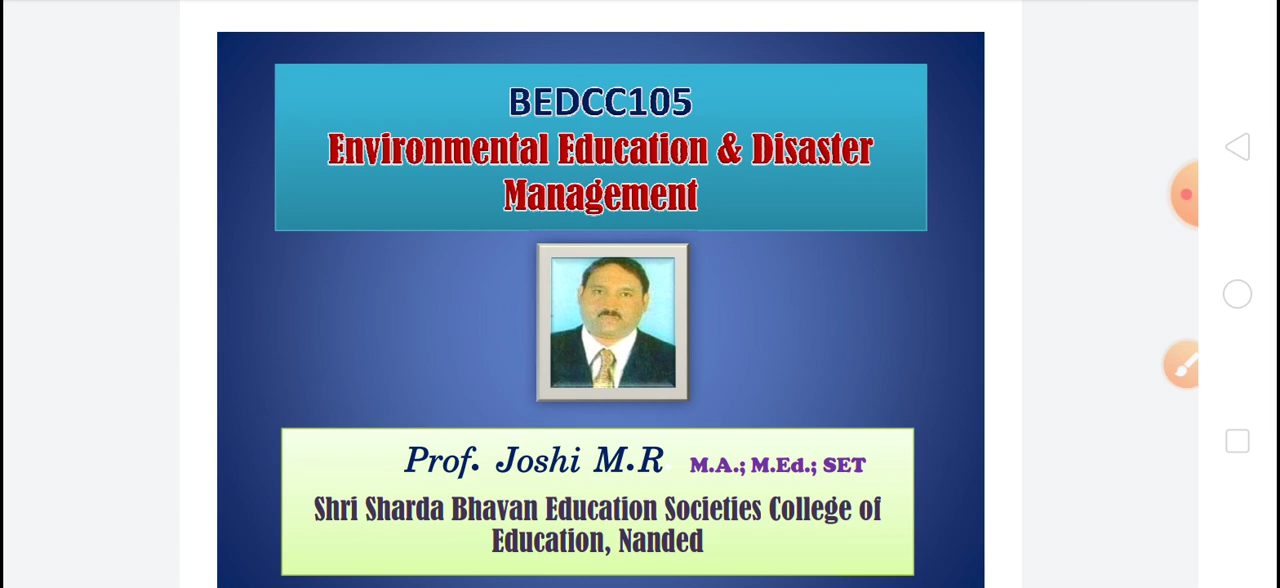 BEDCC105
Environmental Education & Disaster
Management
Prof. Joshi M.R M.A.; M.Ed.; SET
Shri Sharda Bhavan Education Societies College of
Education, Nanded